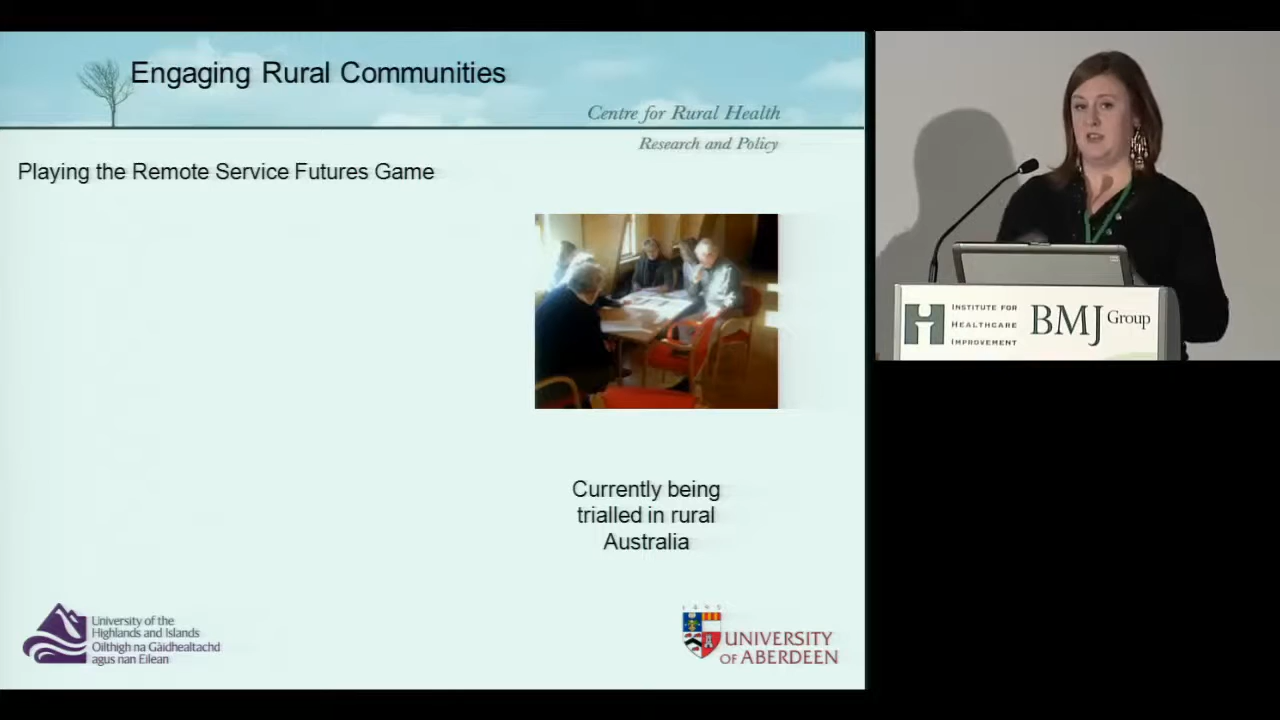 Engaging Rural Communities
Centre for Rural Health
Research and Policy
Playing the Remote Service Futures Game
Currently being
trialled in rural
Australia
University of the
Highlands and Islands
Oilthigh na Gàidhealtachd
agus nan Eilean
1495
UNIVERSITY
OF ABERDEEN
INSTITUTE FOR
HEALTHCARE
IMPROVEMENT
BMJ Group